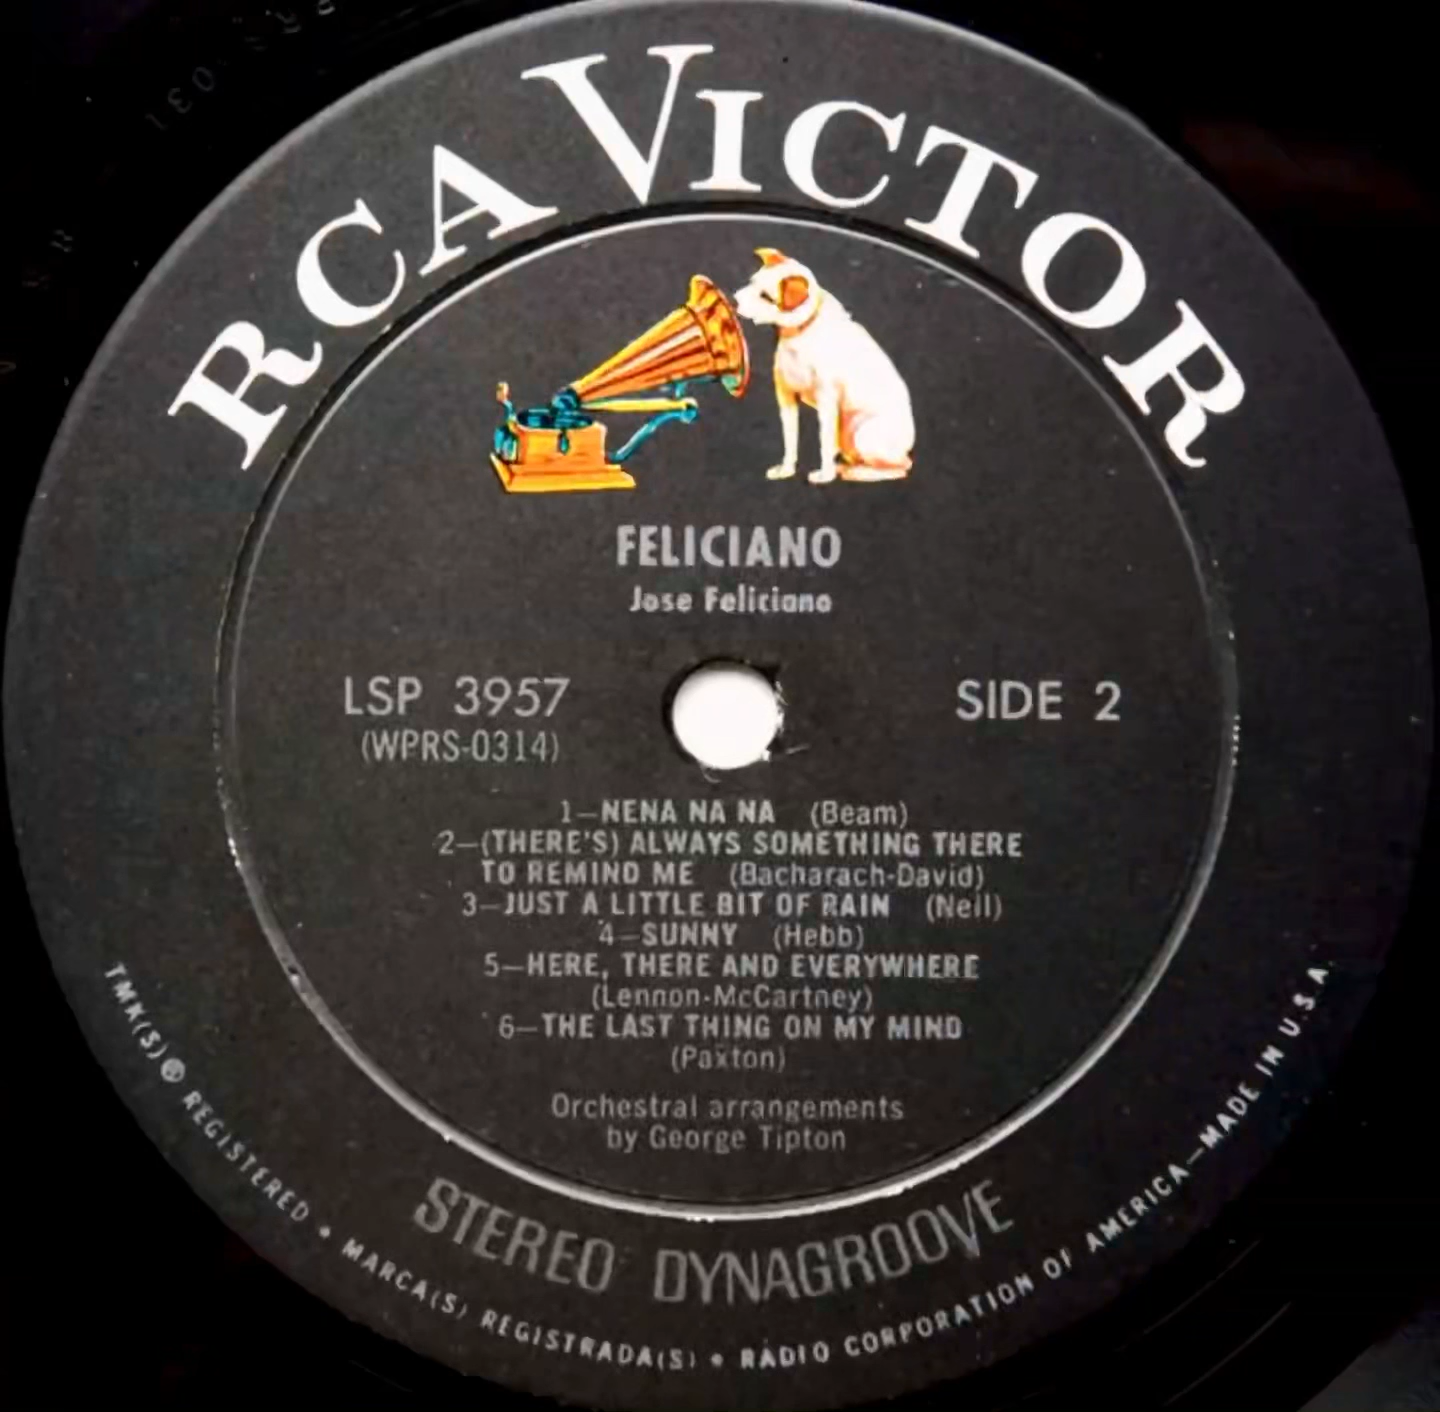 RCA VICTOR
FELICIANO
Jose Feliciano
LSP 3957
(WPRS-0314)
SIDE 2
1—NENA NA NA (Beam)
2—(THERE'S) ALWAYS SOMETHING THERE
TO REMIND ME (Bacharach-David)
3—JUST A LITTLE BIT OF RAIN (Neil)
4—SUNNY (Hebb)
5—HERE, THERE AND EVERYWHERE
(Lennon-McCartney)
6—THE LAST THING ON MY MIND
(Paxton)
Orchestral arrangements
by George Tipton
STEREO DYNAGROOVE
TMK(S) ® REGISTERED • MARCA(S) REGISTRADA(S) • RADIO CORPORATION OF AMERICA—MADE IN U.S.A.